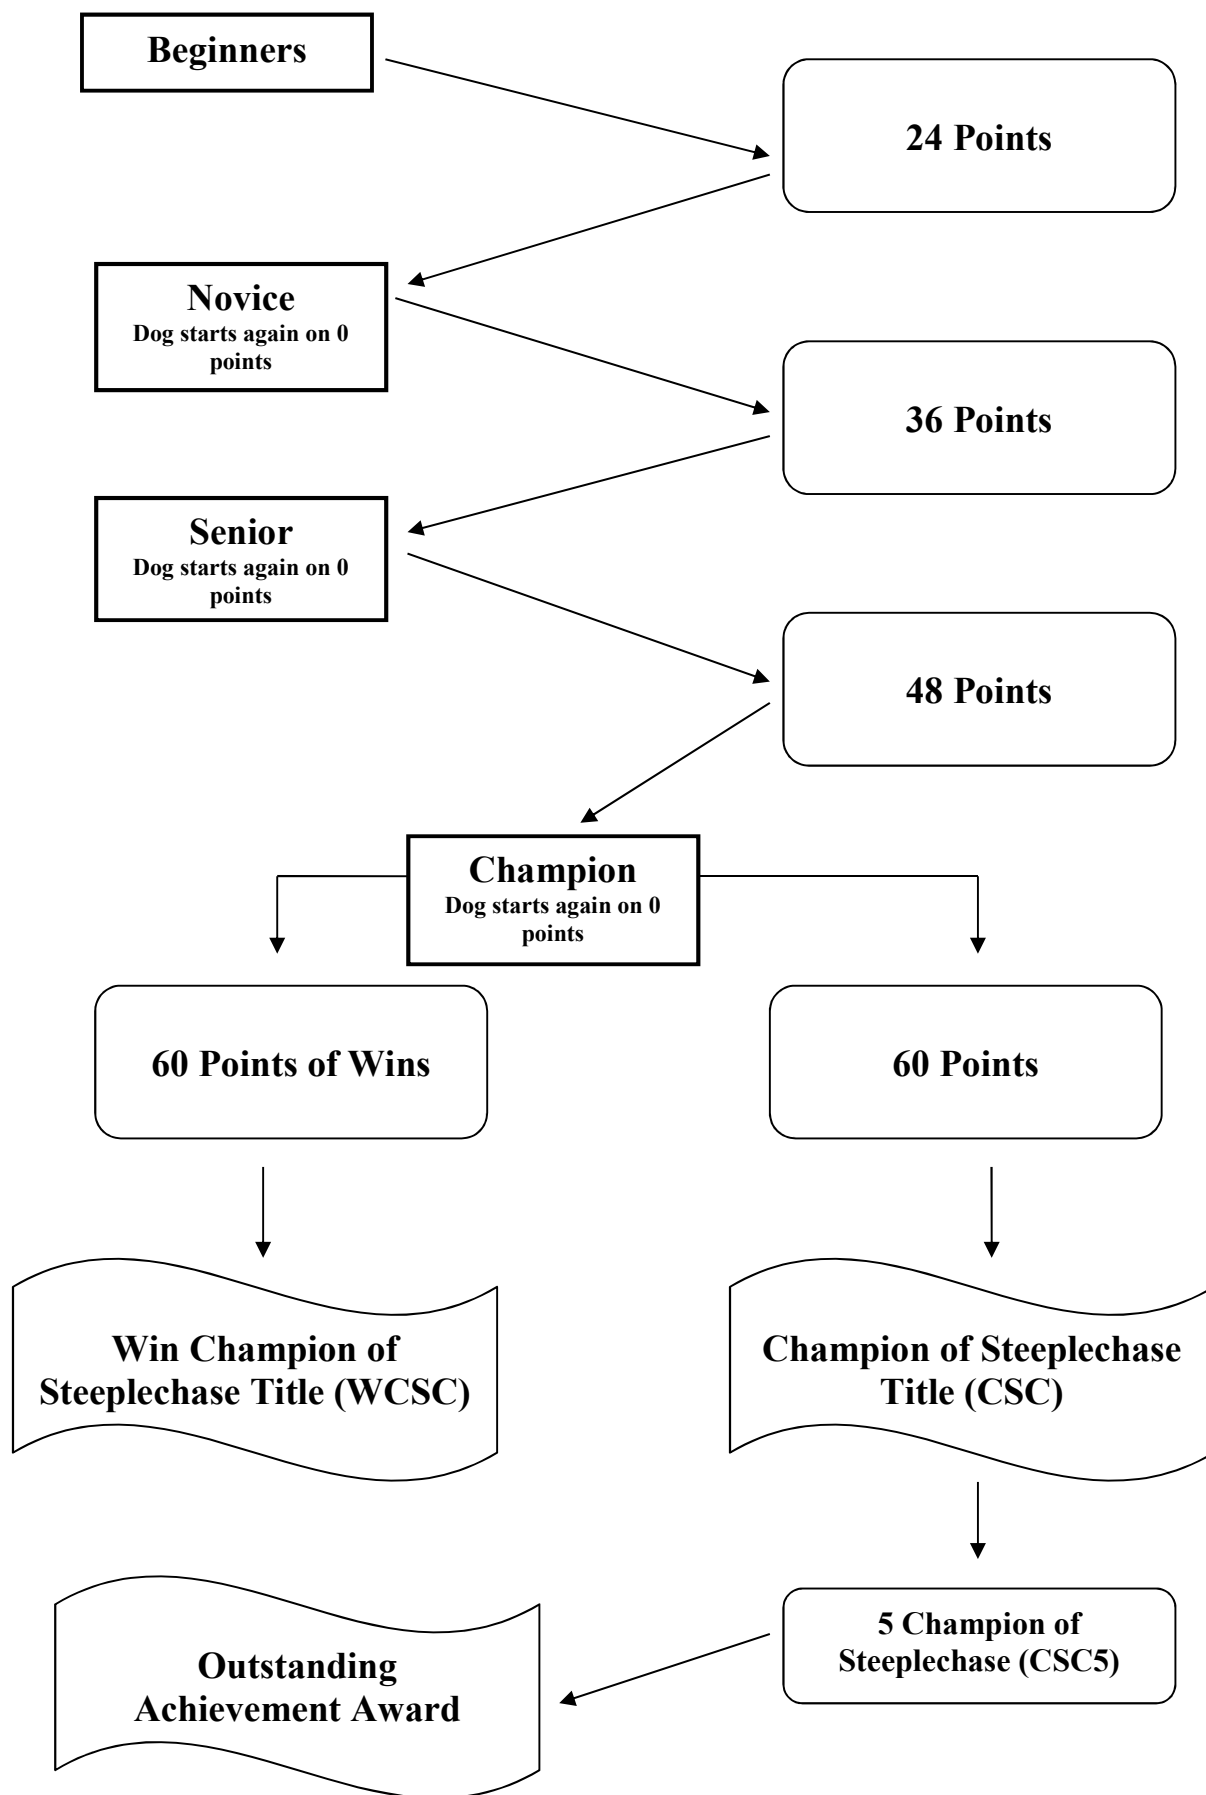 Beginners
24 Points
Novice
Dog starts again on 0
points
36 Points
Senior
Dog starts again on 0
points
48 Points
Champion
Dog starts again on 0
points
60 Points of Wins
60 Points
Win Champion of
Steeplechase Title (WCSC)
Champion of Steeplechase
Title (CSC)
5 Champion of
Steeplechase (CSC5)
Outstanding
Achievement Award